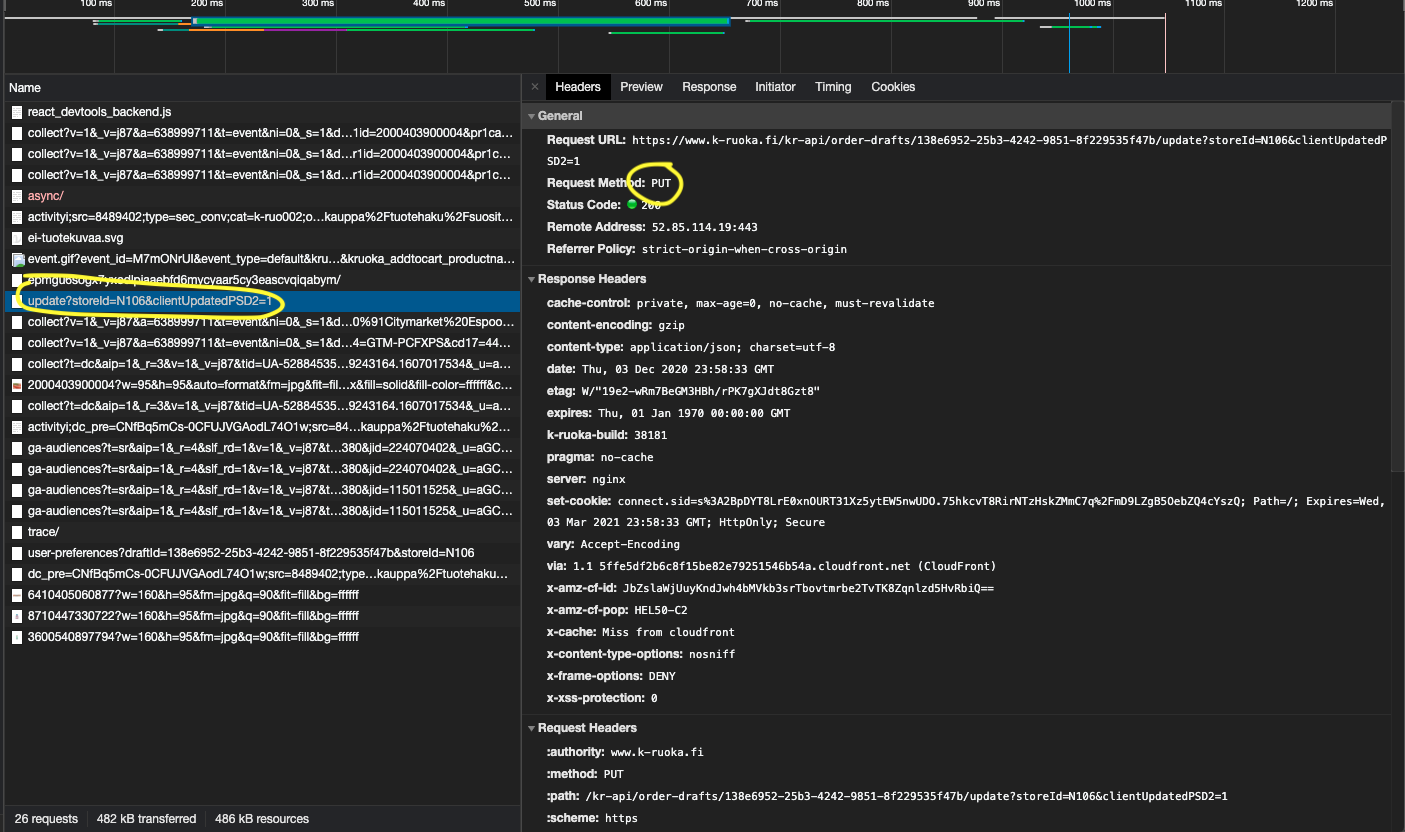 100 ms 200 ms 300 ms 400 ms 500 ms 600 ms 700 ms 800 ms 900 ms 1000 ms 1100 ms 1200 ms
Name
react_devtools_backend.js
collect?v=1&_v=j87&a=638999711&t=event&ni=0&_s=1&d…1id=2000403900004&pr1ca…
collect?v=1&_v=j87&a=638999711&t=event&ni=0&_s=1&d…r1id=2000403900004&pr1c…
collect?v=1&_v=j87&a=638999711&t=event&ni=0&_s=1&d…r1id=2000403900004&pr1c…
async/
activityi;src=8489402;type=sec_conv;cat=k-ruo002;o…kauppa%2Ftuotehaku%2Fsuosit…
ei-tuotekuvaa.svg
event.gif?event_id=M7mONrUI&event_type=default&kru…&kruoka_addtocart_productna…
update?storeId=N106&clientUpdatedPSD2=1
collect?v=1&_v=j87&a=638999711&t=event&ni=0&_s=1&d…0%91Citymarket%20Espoo…
collect?v=1&_v=j87&a=638999711&t=event&ni=0&_s=1&d…4=GTM-PCFXPS&cd17=44…
collect?t=dc&aip=1&_r=3&v=1&_v=j87&tid=UA-52884535…9243164.1607017534&_u=a…
2000403900004?w=95&h=95&auto=format&fm=jpg&fit=fil…x&fill=solid&fill-color=ffffff&c…
collect?t=dc&aip=1&_r=3&v=1&_v=j87&tid=UA-52884535…9243164.1607017534&_u=a…
activityi;dc_pre=CNfBq5mCs-0CFUJVGAodL74O1w;src=84…kauppa%2Ftuotehaku%2…
ga-audiences?t=sr&aip=1&_r=4&slf_rd=1&v=1&_v=j87&t…380&jid=224070402&_u=aGC…
ga-audiences?t=sr&aip=1&_r=4&slf_rd=1&v=1&_v=j87&t…380&jid=224070402&_u=aGC…
ga-audiences?t=sr&aip=1&_r=4&slf_rd=1&v=1&_v=j87&t…380&jid=115011525&_u=aGC…
ga-audiences?t=sr&aip=1&_r=4&slf_rd=1&v=1&_v=j87&t…380&jid=115011525&_u=aGC…
trace/
user-preferences?draftId=138e6952-25b3-4242-9851-8f229535f47b&storeId=N106
dc_pre=CNfBq5mCs-0CFUJVGAodL74O1w;src=8489402;type…kauppa%2Ftuotehaku…
6410405060877?w=160&h=95&fm=jpg&q=90&fit=fill&bg=ffffff
8710447330722?w=160&h=95&fm=jpg&q=90&fit=fill&bg=ffffff
3600540897794?w=160&h=95&fm=jpg&q=90&fit=fill&bg=ffffff
26 requests 482 kB transferred 486 kB resources
× Headers Preview Response Initiator Timing Cookies
General
Request URL: https://www.k-ruoka.fi/kr-api/order-drafts/138e6952-25b3-4242-9851-8f229535f47b/update?storeId=N106&clientUpdatedP
SD2=1
Request Method: PUT
Status Code: 200
Remote Address: 52.85.114.19:443
Referrer Policy: strict-origin-when-cross-origin
Response Headers
cache-control: private, max-age=0, no-cache, must-revalidate
content-encoding: gzip
content-type: application/json; charset=utf-8
date: Thu, 03 Dec 2020 23:58:33 GMT
etag: W/"19e2-wRm7BeGM3HBh/rPK7gXJdt8Gzt8"
expires: Thu, 01 Jan 1970 00:00:00 GMT
k-ruoka-build: 38181
pragma: no-cache
server: nginx
set-cookie: connect.sid=s%3A2BpDYT8LrE0xnOURT31Xz5ytEW5nwUDO.75hkcvT8RirNTzHskZMmC7q%2FmD9LZgB5OebZQ4cYszQ; Path=/; Expires=Wed,
03 Mar 2021 23:58:33 GMT; HttpOnly; Secure
vary: Accept-Encoding
via: 1.1 5ffe5df2b6c8f15be82e79251546b54a.cloudfront.net (CloudFront)
x-amz-cf-id: JbZslaWjUuyKndJwh4bMVkb3srTbovtmrbe2TvTK8Zqnlzd5HvRbiQ==
x-amz-cf-pop: HEL50-C2
x-cache: Miss from cloudfront
x-content-type-options: nosniff
x-frame-options: DENY
x-xss-protection: 0
Request Headers
:authority: www.k-ruoka.fi
:method: PUT
:path: /kr-api/order-drafts/138e6952-25b3-4242-9851-8f229535f47b/update?storeId=N106&clientUpdatedPSD2=1
:scheme: https